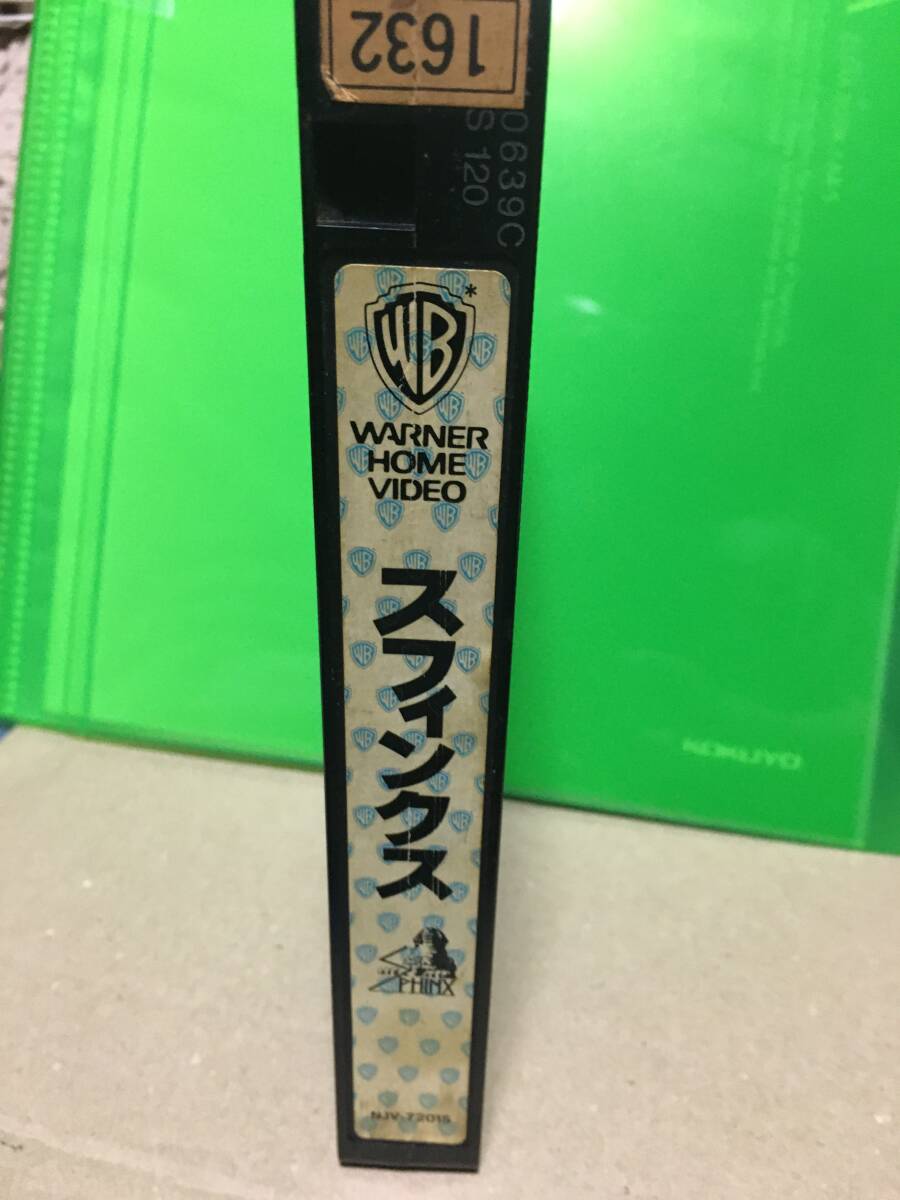 1632
0639C
S 120
WB*
WARNER
HOME
VIDEO
スフィンクス
SPHINX
NJV-72015